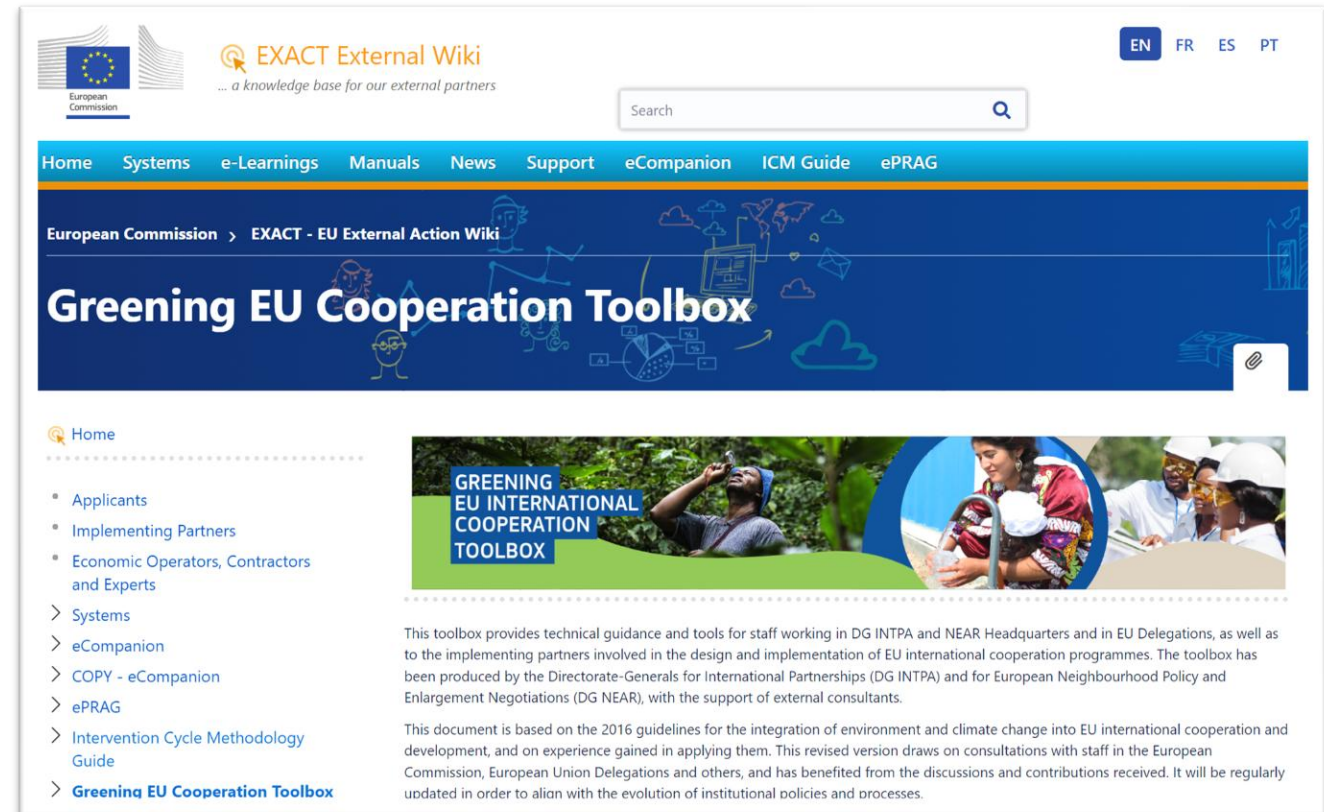 European
Commission
EXACT External Wiki
... a knowledge base for our external partners
EN FR ES PT
Search
Home Systems e-Learnings Manuals News Support eCompanion ICM Guide ePRAG
European Commission > EXACT - EU External Action Wiki
Greening EU Cooperation Toolbox
Home
Applicants
Implementing Partners
Economic Operators, Contractors
and Experts
Systems
eCompanion
COPY - eCompanion
ePRAG
Intervention Cycle Methodology
Guide
Greening EU Cooperation Toolbox
GREENING
EU INTERNATIONAL
COOPERATION
TOOLBOX
This toolbox provides technical guidance and tools for staff working in DG INTPA and NEAR Headquarters and in EU Delegations, as well as
to the implementing partners involved in the design and implementation of EU international cooperation programmes. The toolbox has
been produced by the Directorate-Generals for International Partnerships (DG INTPA) and for European Neighbourhood Policy and
Enlargement Negotiations (DG NEAR), with the support of external consultants.
This document is based on the 2016 guidelines for the integration of environment and climate change into EU international cooperation and
development, and on experience gained in applying them. This revised version draws on consultations with staff in the European
Commission, European Union Delegations and others, and has benefited from the discussions and contributions received. It will be regularly
updated in order to align with the evolution of institutional policies and processes.